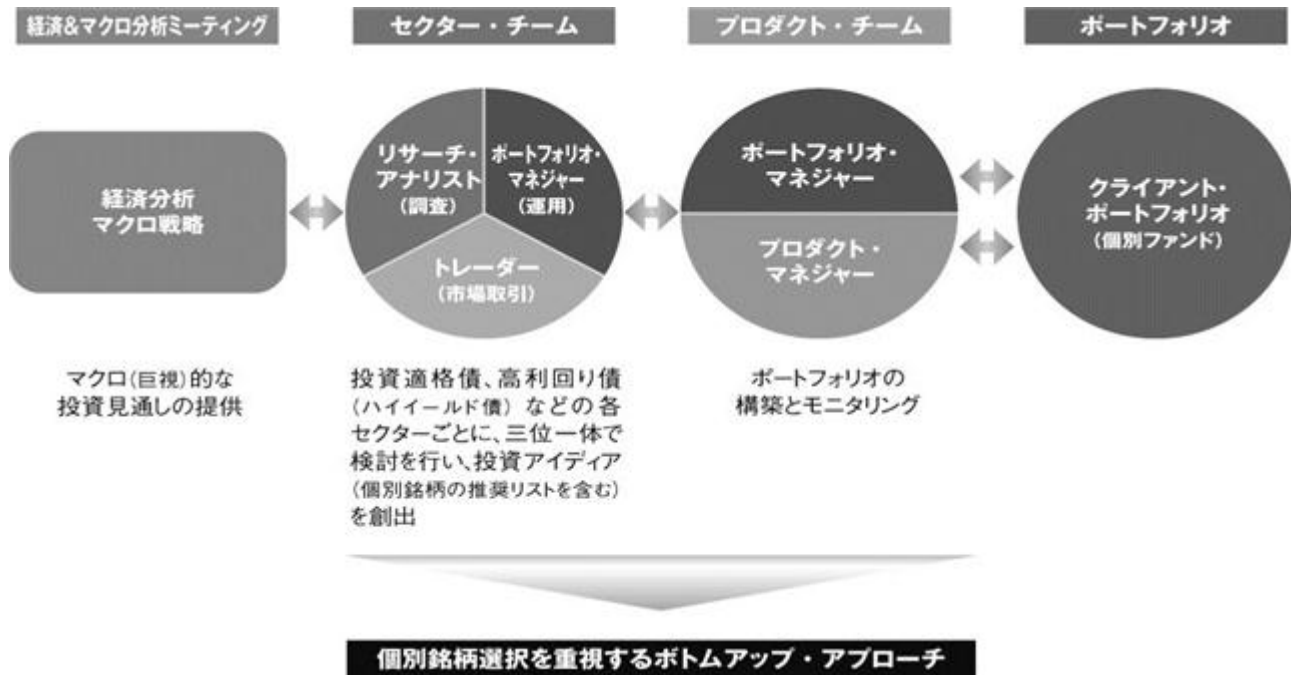 経済&マクロ分析ミーティング
セクター・チーム
プロダクト・チーム
ポートフォリオ
経済分析
マクロ戦略
リサーチ・
アナリスト
(調査)
ポートフォリオ・
マネジャー
(運用)
トレーダー
(市場取引)
ポートフォリオ・
マネジャー
プロダクト・
マネジャー
クライアント・
ポートフォリオ
(個別ファンド)
マクロ(巨視)的な
投資見通しの提供
投資適格債、高利回り債
(ハイイールド債)などの各
セクターごとに、三位一体で
検討を行い、投資アイディア
(個別銘柄の推奨リストを含む)
を創出
ポートフォリオの
構築とモニタリング
個別銘柄選択を重視するボトムアップ・アプローチ